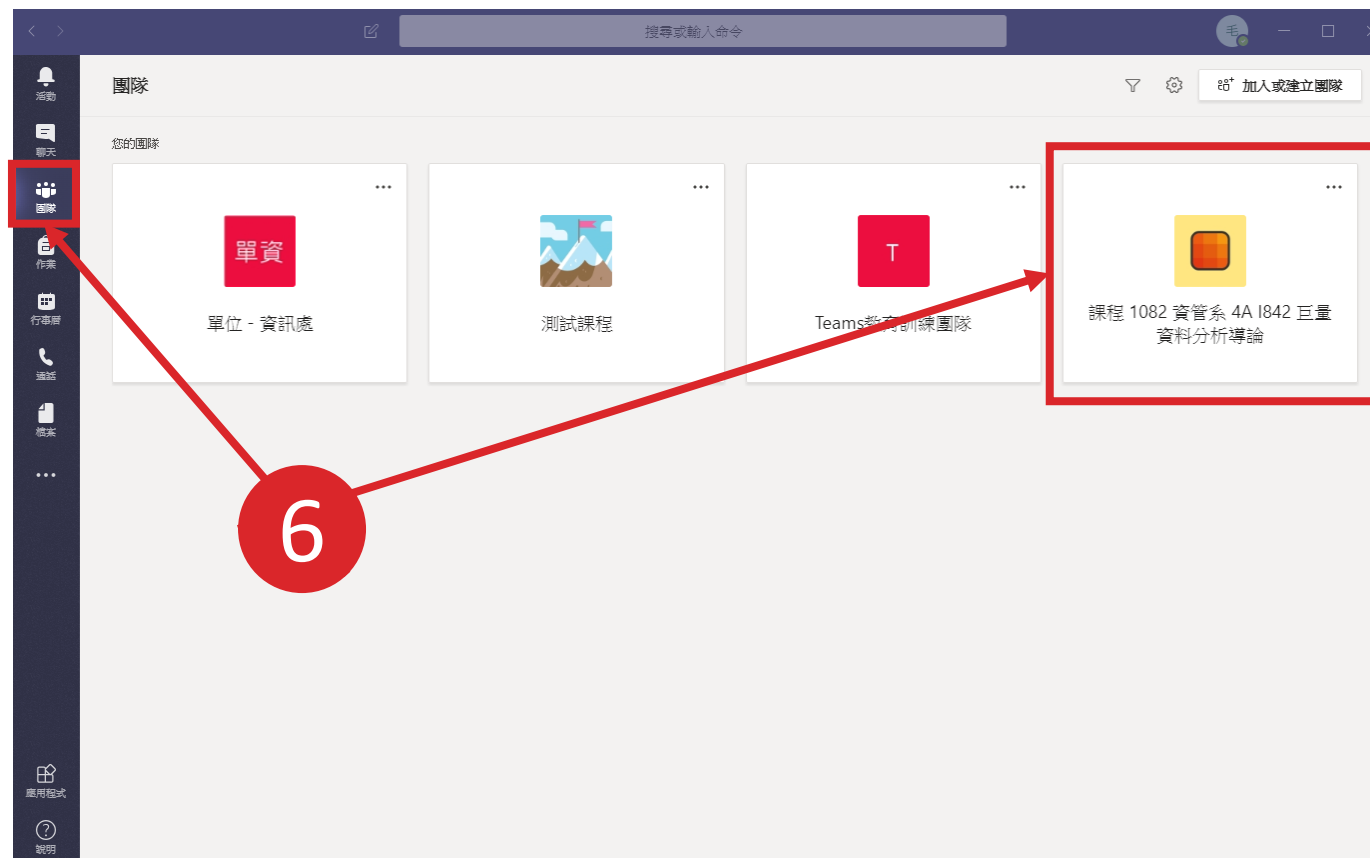 搜尋或輸入命令
毛
活動
聊天
團隊
作業
行事曆
通話
檔案
應用程式
說明
團隊
加入或建立團隊
您的團隊
單資
單位 - 資訊處
測試課程
T
Teams教育訓練團隊
課程 1082 資管系 4A I842 巨量
資料分析導論
6